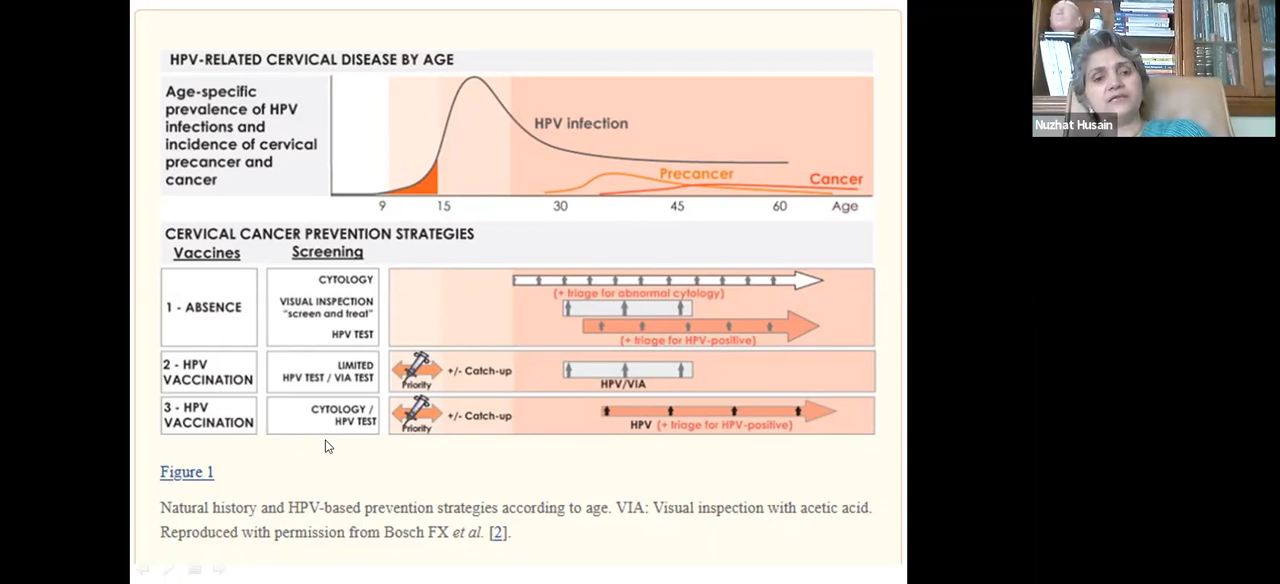 HPV-RELATED CERVICAL DISEASE BY AGE
Age-specific
prevalence of HPV
infections and
incidence of cervical
precancer and
cancer
HPV infection
Precancer
Cancer
9 15 30 45 60 Age
CERVICAL CANCER PREVENTION STRATEGIES
Vaccines Screening
1 - ABSENCE
CYTOLOGY
(+ triage for abnormal cytology)
VISUAL INSPECTION
"screen and treat"
HPV TEST
(+ triage for HPV-positive)
2 - HPV
VACCINATION
LIMITED
HPV TEST / VIA TEST
Priority
+/- Catch-up
HPV/VIA
3 - HPV
VACCINATION
CYTOLOGY /
HPV TEST
Priority
+/- Catch-up
HPV (+ triage for HPV-positive)
Figure 1
Natural history and HPV-based prevention strategies according to age. VIA: Visual inspection with acetic acid.
Reproduced with permission from Bosch FX et al. [2].
Nuzhat Husain